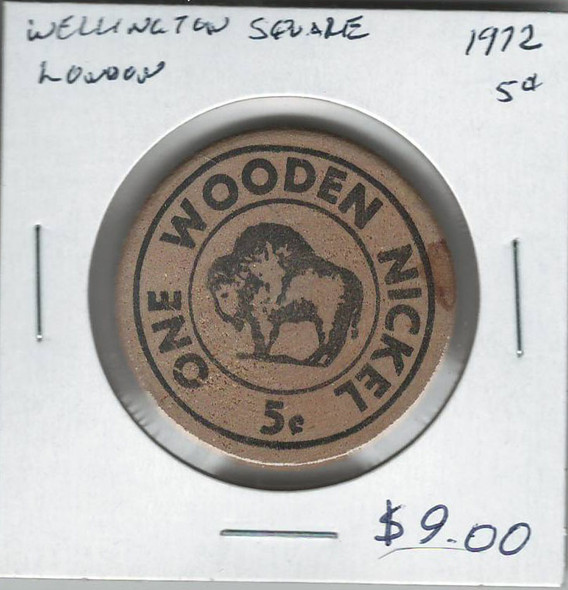 WELLINGTON SQUARE 1972
LONDON 5¢
ONE WOODEN NICKEL
5¢
$9.00